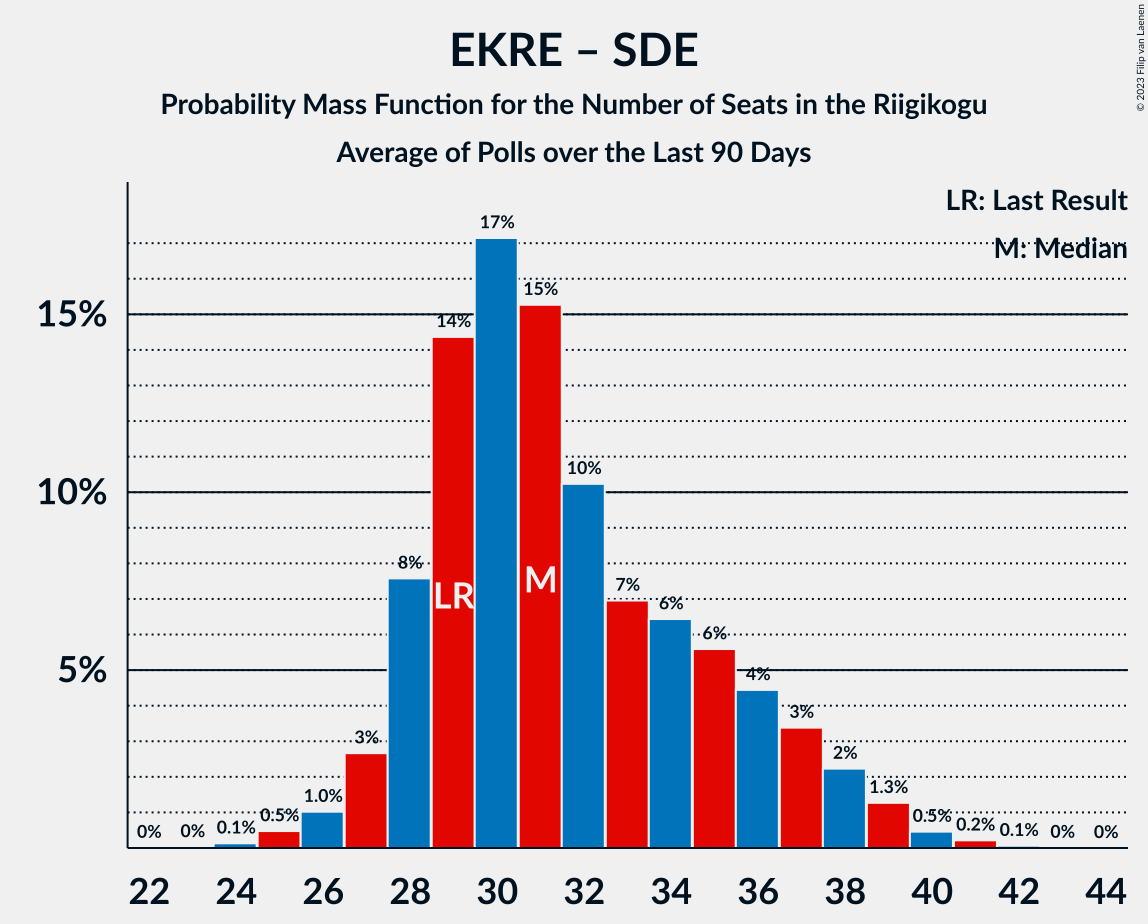 EKRE – SDE
Probability Mass Function for the Number of Seats in the Riigikogu
Average of Polls over the Last 90 Days
© 2023 Filip van Laenen
LR: Last Result
M: Median
15%
10%
5%
0%
0%
0.1%
0.5%
1.0%
3%
8%
14%
17%
15%
10%
7%
6%
6%
4%
3%
2%
1.3%
0.5%
0.2%
0.1%
0%
0%
LR
M
22 24 26 28 30 32 34 36 38 40 42 44